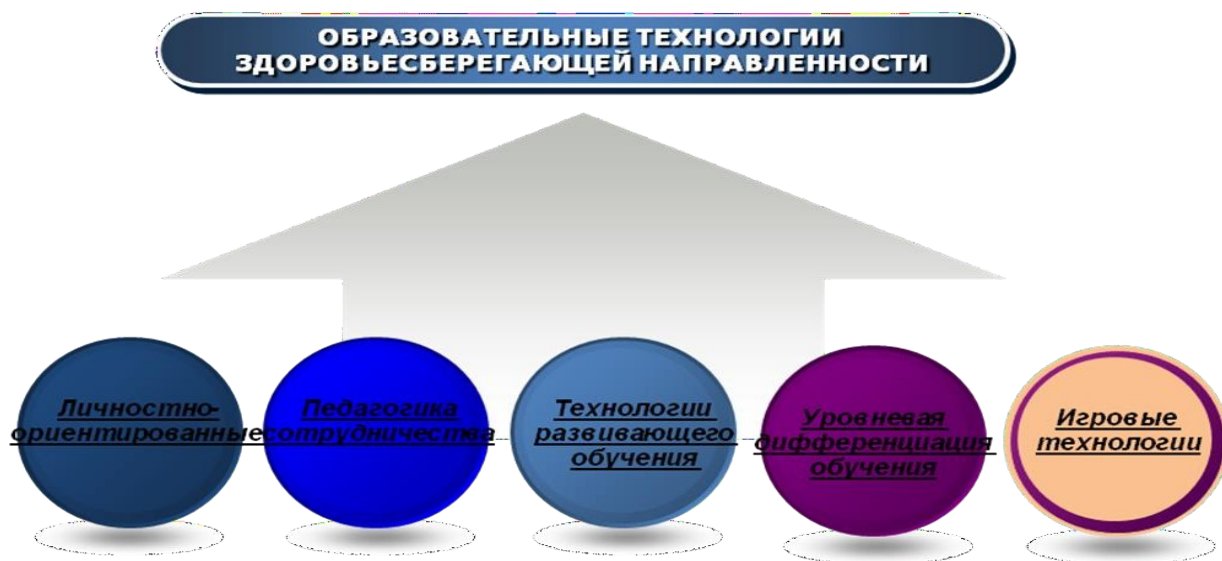 ОБРАЗОВАТЕЛЬНЫЕ ТЕХНОЛОГИИ
ЗДОРОВЬЕСБЕРЕГАЮЩЕЙ НАПРАВЛЕННОСТИ
Личностно-
ориентированные
Педагогика
сотрудничества
Технологии
развивающего
обучения
Уровневая
дифференциация
обучения
Игровые
технологии